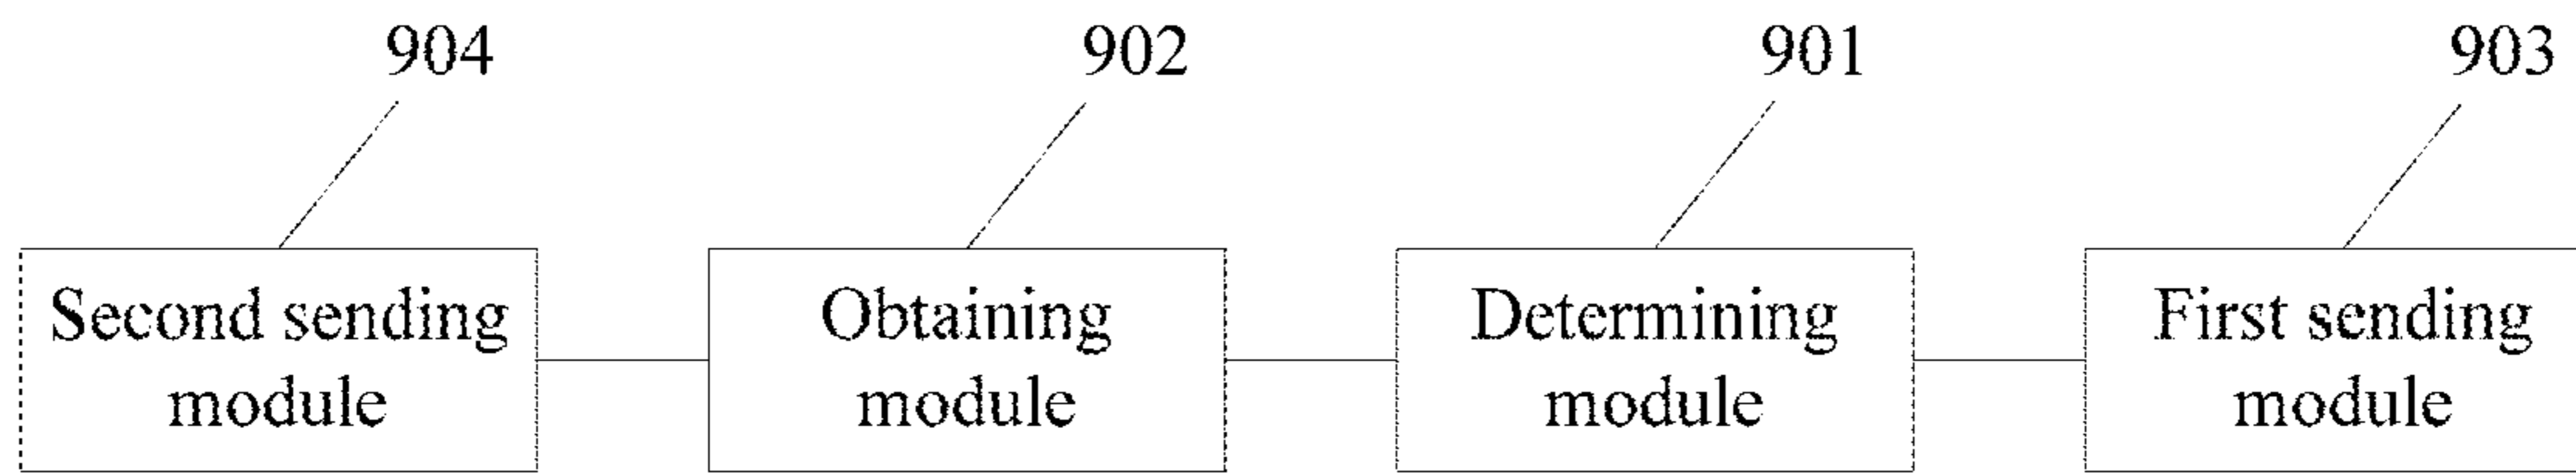 904
902
901
903
Second sending
module
Obtaining
module
Determining
module
First sending
module